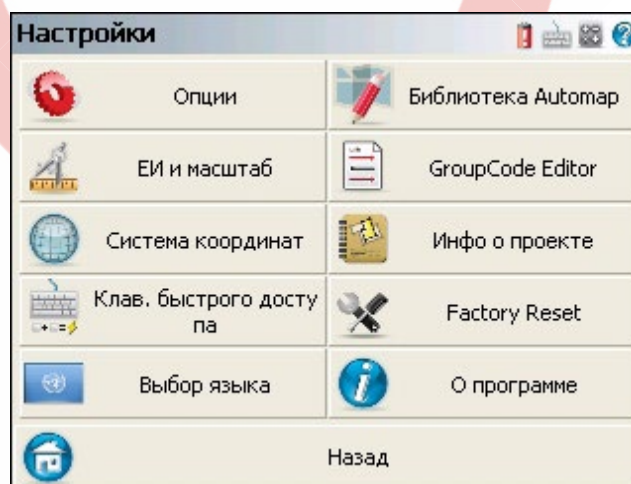 Настройки
Опции
Библиотека Automap
ЕИ и масштаб
GroupCode Editor
Система координат
Инфо о проекте
Клав. быстрого досту
па
Factory Reset
Выбор языка
О программе
Назад